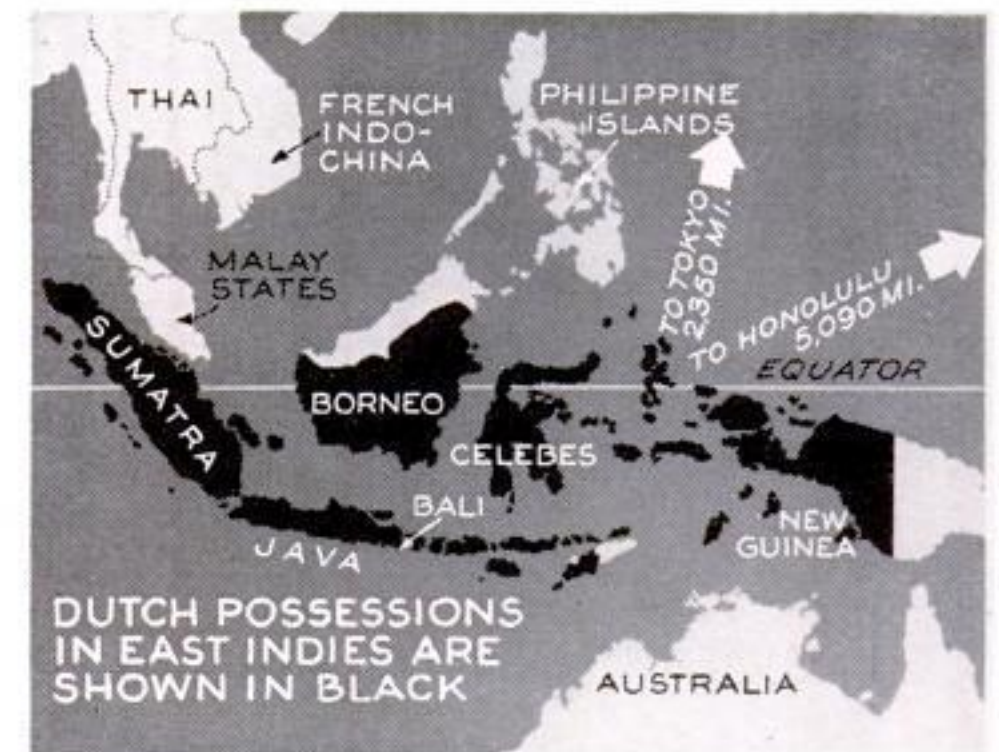 THAI
FRENCH
INDO-
CHINA
PHILIPPINE
ISLANDS
MALAY
STATES
TO TOKYO
2,350 MI.
TO HONOLULU
5,090 MI.
EQUATOR
SUMATRA
BORNEO
CELEBES
BALI
JAVA
NEW
GUINEA
DUTCH POSSESSIONS
IN EAST INDIES ARE
SHOWN IN BLACK
AUSTRALIA